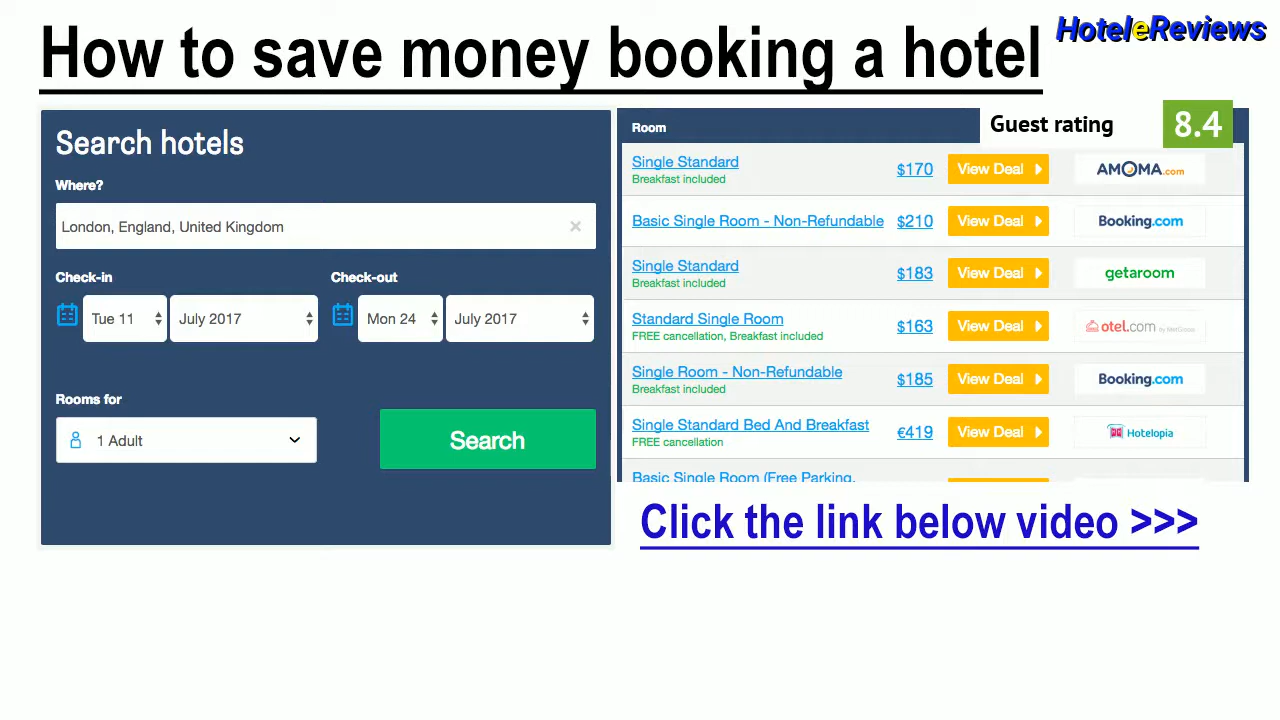 How to save money booking a hotel
HoteleReviews
Search hotels
Where?
London, England, United Kingdom
Check-in
Check-out
Tue 11
July 2017
Mon 24
July 2017
Rooms for
1 Adult
Search
Room
Guest rating
8.4
Single Standard
Breakfast included
$170
View Deal
AMOMA.com
Basic Single Room - Non-Refundable
$210
View Deal
Booking.com
Single Standard
Breakfast included
$183
View Deal
getaroom
Standard Single Room
FREE cancellation, Breakfast included
$163
View Deal
otel.com
Single Room - Non-Refundable
Breakfast included
$185
View Deal
Booking.com
Single Standard Bed And Breakfast
FREE cancellation
€419
View Deal
Hotelopia
Basic Single Room (Free Parking,
Click the link below video >>>